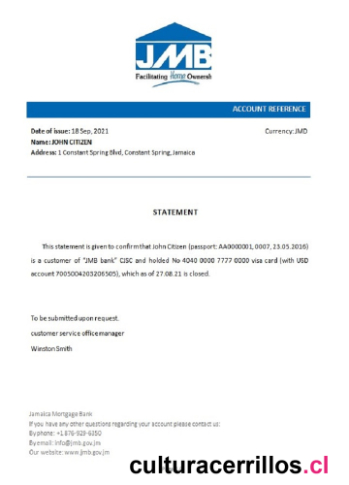 JMB
Facilitating Home Ownership
ACCOUNT REFERENCE
Date of issue: 18 Sep, 2021
Currency: JMD
Name: JOHN CITIZEN
Address: 1 Constant Spring Blvd, Constant Spring, Jamaica
STATEMENT
This statement is given to confirm that John Citizen (passport: AA0000001, 0007, 23.05.2016)
is a customer of "JMB bank" CJSC and holded No 4040 0000 7777 0000 visa card (with USD
account 7005004203206505), which as of 27.08.21 is closed.
To be submitted upon request.
customer service office manager
Winston Smith
Jamaica Mortgage Bank
If you have any other questions regarding your account please contact us:
By phone: +1 876-929-6350
By email: info@jmb.gov.jm
Our website: www.jmb.gov.jm
culturacerrillos.cl